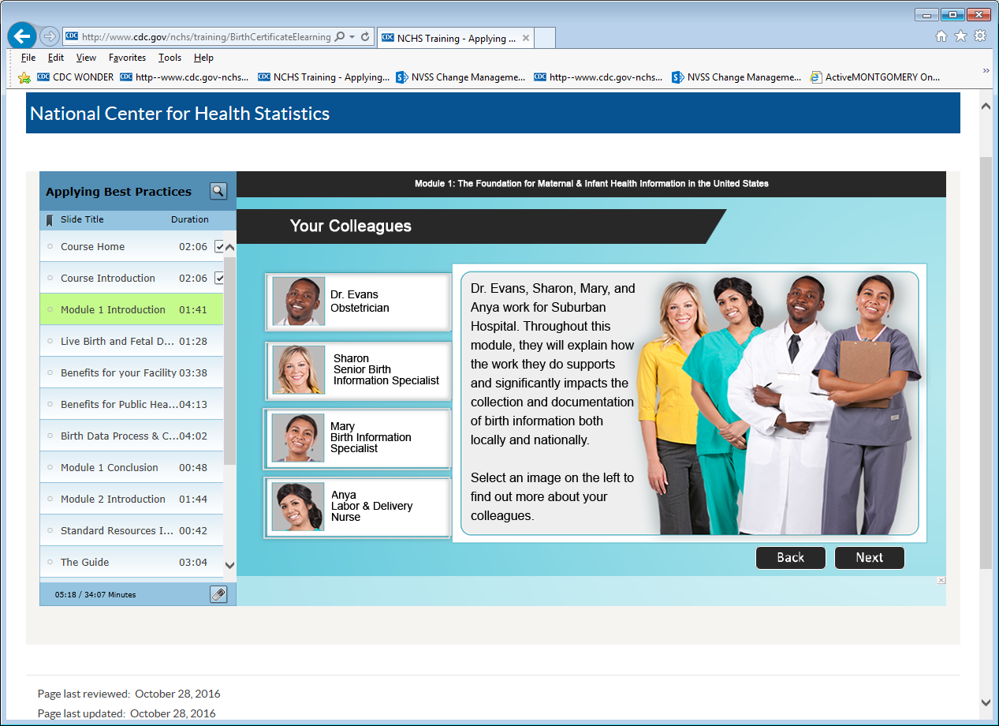 CDC http://www.cdc.gov/nchs/training/BirthCertificateElearning
CDC NCHS Training - Applying ...
File Edit View Favorites Tools Help
CDC CDC WONDER CDC http--www.cdc.gov-nchs... CDC NCHS Training - Applying... NVSS Change Manageme... CDC http--www.cdc.gov-nchs... NVSS Change Manageme... ActiveMONTGOMERY On...
National Center for Health Statistics
Applying Best Practices
Slide Title Duration
Course Home 02:06
Course Introduction 02:06
Module 1 Introduction 01:41
Live Birth and Fetal D... 01:28
Benefits for your Facility 03:38
Benefits for Public Hea... 04:13
Birth Data Process & C... 04:02
Module 1 Conclusion 00:48
Module 2 Introduction 01:44
Standard Resources I... 00:42
The Guide 03:04
05:18 / 34:07 Minutes
Module 1: The Foundation for Maternal & Infant Health Information in the United States
Your Colleagues
Dr. Evans
Obstetrician
Sharon
Senior Birth
Information Specialist
Mary
Birth Information
Specialist
Anya
Labor & Delivery
Nurse
Dr. Evans, Sharon, Mary, and
Anya work for Suburban
Hospital. Throughout this
module, they will explain how
the work they do supports
and significantly impacts the
collection and documentation
of birth information both
locally and nationally.
Select an image on the left to
find out more about your
colleagues.
Back Next
Page last reviewed: October 28, 2016
Page last updated: October 28, 2016